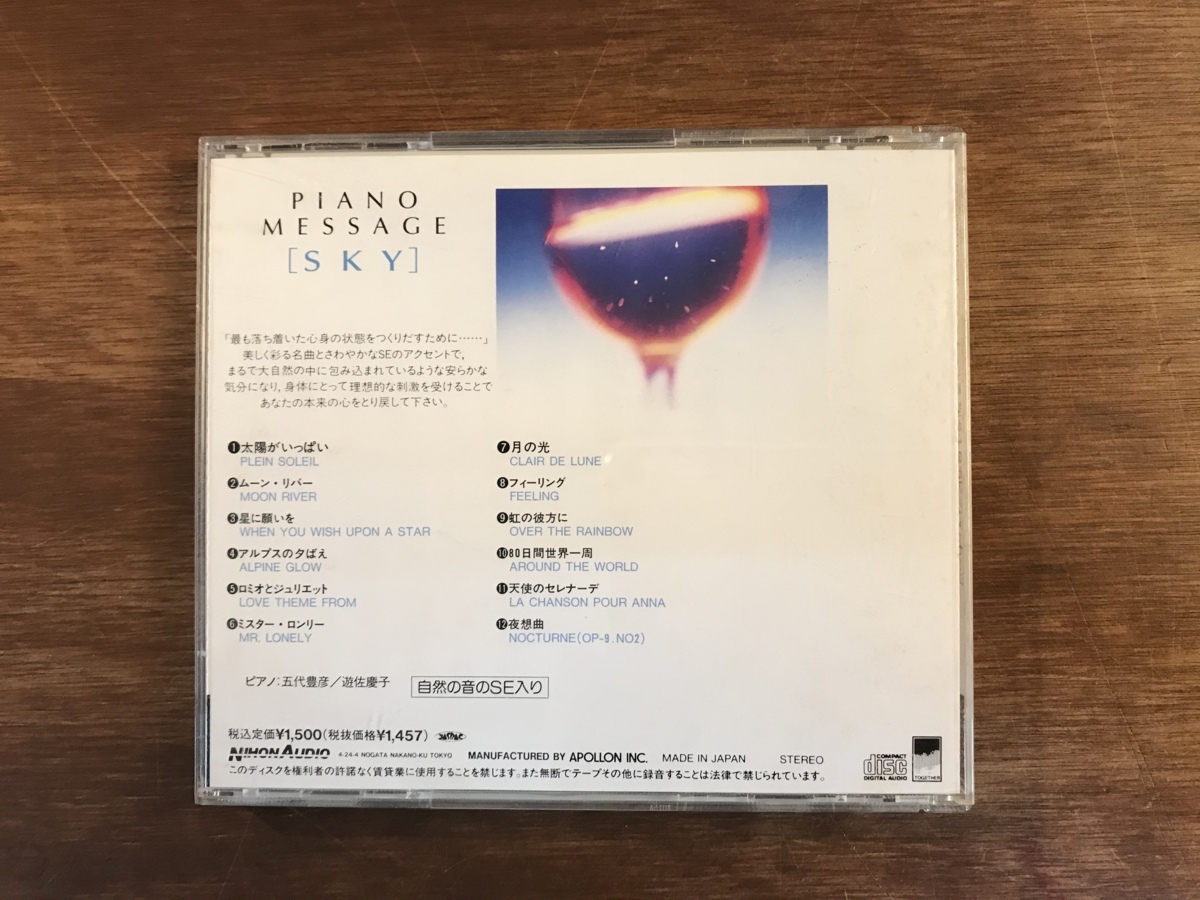 PIANO
MESSAGE
[SKY]
「最も落ち着いた心身の状態をつくりだすために……」
美しく彩る名曲とさわやかなSEのアクセントで,
まるで大自然の中に包み込まれているような安らかな
気分になり,身体にとって理想的な刺激を受けることで
あなたの本来の心をとり戻して下さい。
❶太陽がいっぱい
PLEIN SOLEIL
❷ムーン・リバー
MOON RIVER
❸星に願いを
WHEN YOU WISH UPON A STAR
❹アルプスの夕ばえ
ALPINE GLOW
❺ロミオとジュリエット
LOVE THEME FROM
❻ミスター・ロンリー
MR. LONELY
❼月の光
CLAIR DE LUNE
❽フィーリング
FEELING
❾虹の彼方に
OVER THE RAINBOW
❿80日間世界一周
AROUND THE WORLD
⓫天使のセレナーデ
LA CHANSON POUR ANNA
⓬夜想曲
NOCTURNE(OP-9.NO2)
ピアノ:五代豊彦/遊佐慶子
自然の音のSE入り
税込定価¥1,500(税抜価格¥1,457) JASRAC
NIHON AUDIO 4-24-4 NOGATA NAKANO-KU TOKYO MANUFACTURED BY APOLLON INC. MADE IN JAPAN STEREO
このディスクを権利者の許諾なく賃貸業に使用することを禁じます。また無断でテープその他に録音することは法律で禁じられています。
COMPACT
disc
DIGITAL AUDIO
TOGETHER